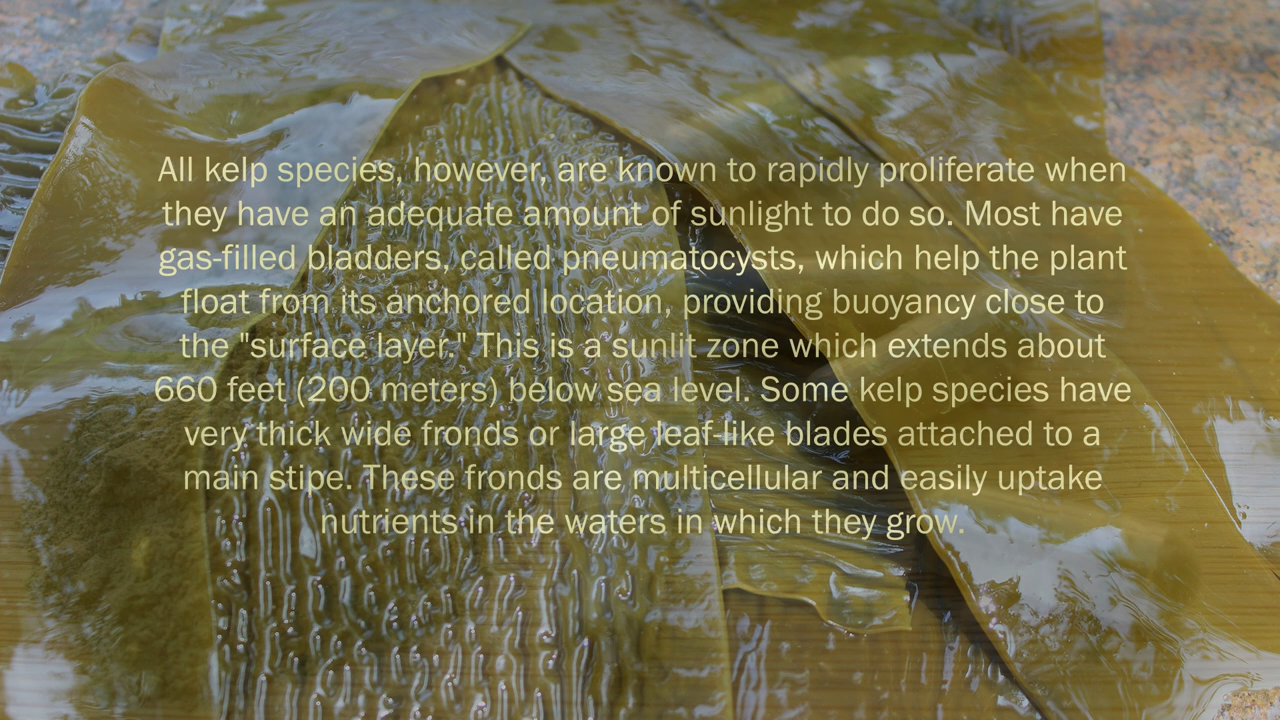 All kelp species, however, are known to rapidly proliferate when
they have an adequate amount of sunlight to do so. Most have
gas-filled bladders, called pneumatocysts, which help the plant
float from its anchored location, providing buoyancy close to
the "surface layer." This is a sunlit zone which extends about
660 feet (200 meters) below sea level. Some kelp species have
very thick wide fronds or large leaf-like blades attached to a
main stipe. These fronds are multicellular and easily uptake
nutrients in the waters in which they grow.